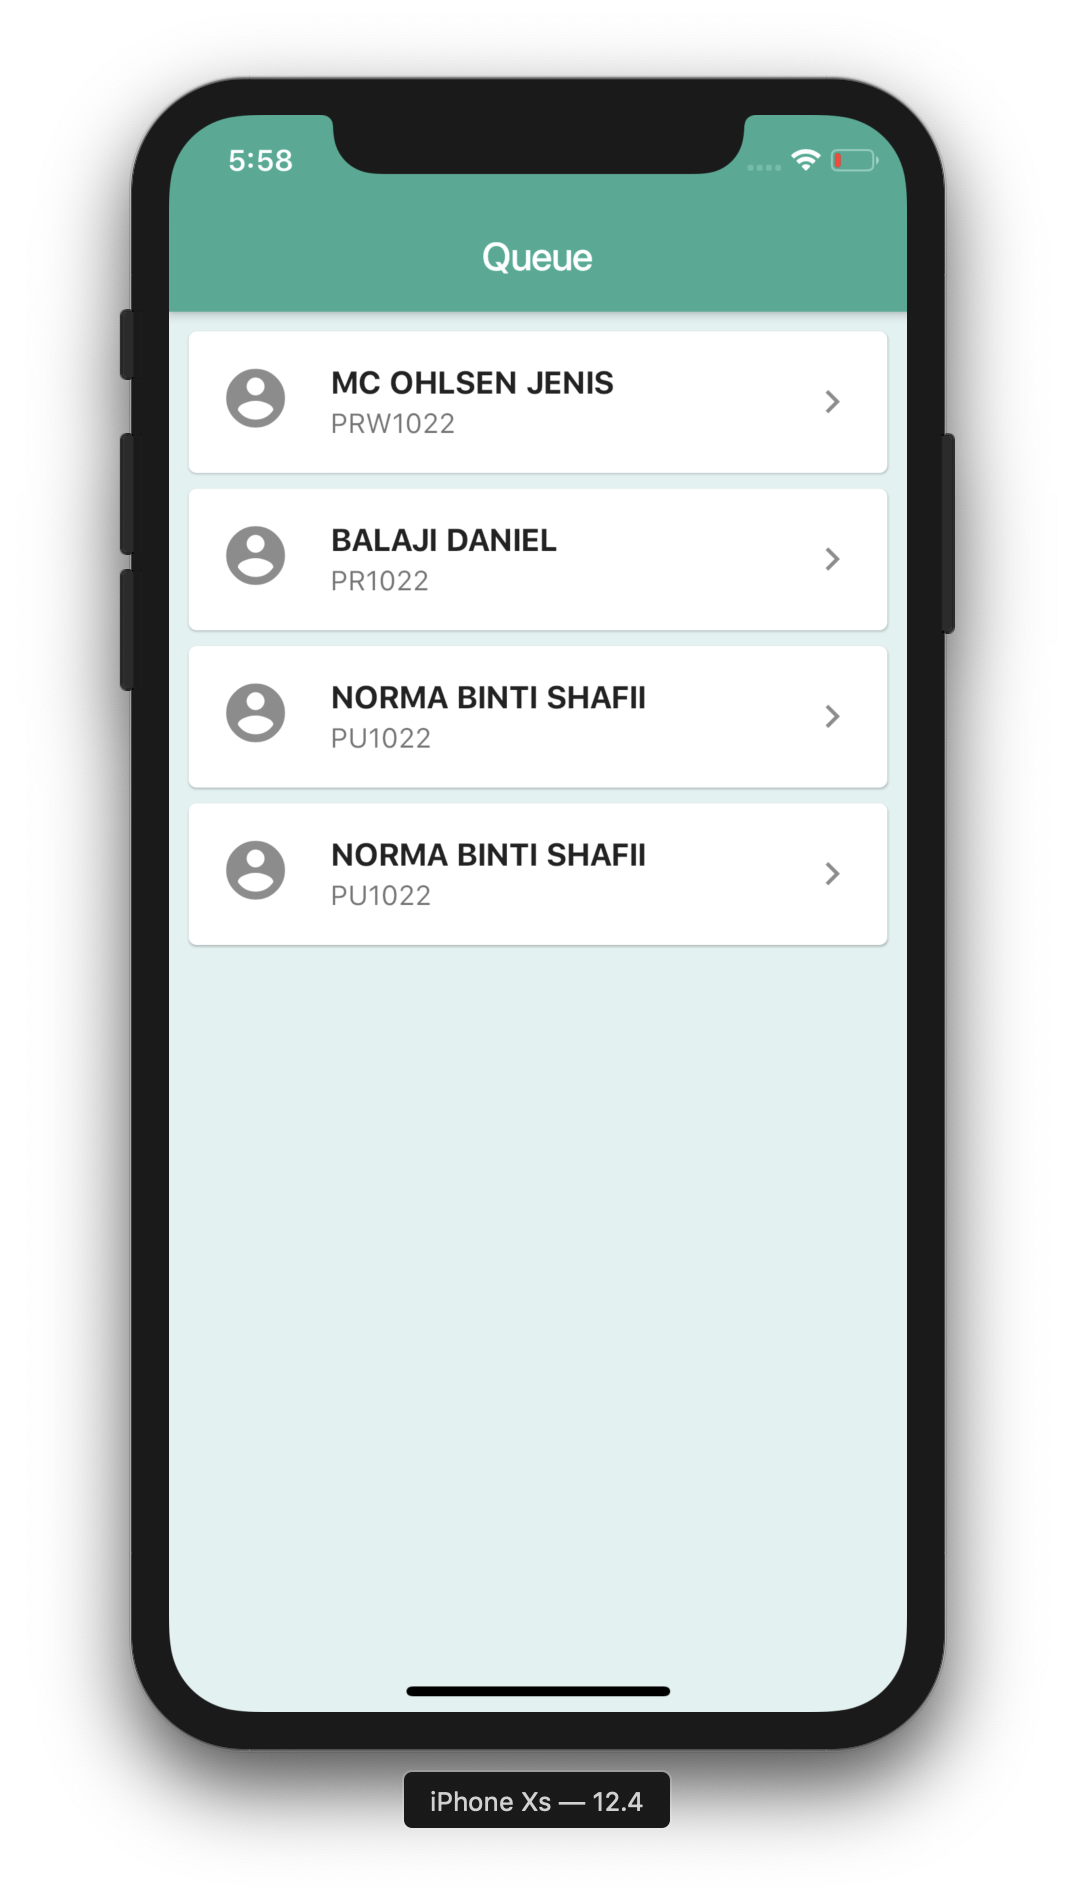 5:58
Queue
MC OHLSEN JENIS
PRW1022
BALAJI DANIEL
PR1022
NORMA BINTI SHAFII
PU1022
NORMA BINTI SHAFII
PU1022
iPhone Xs — 12.4